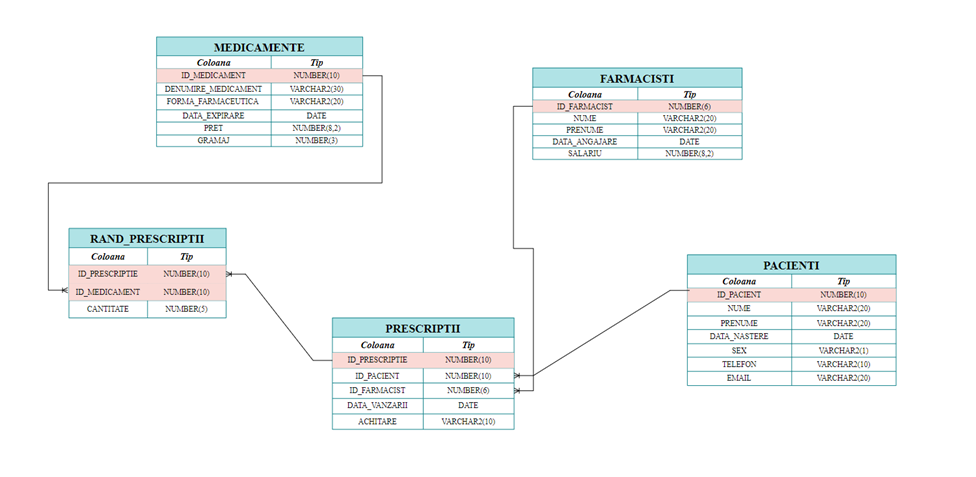 MEDICAMENTE
Coloana Tip
ID_MEDICAMENT NUMBER(10)
DENUMIRE_MEDICAMENT VARCHAR2(30)
FORMA_FARMACEUTICA VARCHAR2(20)
DATA_EXPIRARE DATE
PRET NUMBER(8,2)
GRAMAJ NUMBER(3)
FARMACISTI
Coloana Tip
ID_FARMACIST NUMBER(6)
NUME VARCHAR2(20)
PRENUME VARCHAR2(20)
DATA_ANGAJARE DATE
SALARIU NUMBER(8,2)
RAND_PRESCRIPTII
Coloana Tip
ID_PRESCRIPTIE NUMBER(10)
ID_MEDICAMENT NUMBER(10)
CANTITATE NUMBER(5)
PRESCRIPTII
Coloana Tip
ID_PRESCRIPTIE NUMBER(10)
ID_PACIENT NUMBER(10)
ID_FARMACIST NUMBER(6)
DATA_VANZARII DATE
ACHITARE VARCHAR2(10)
PACIENTI
Coloana Tip
ID_PACIENT NUMBER(10)
NUME VARCHAR2(20)
PRENUME VARCHAR2(20)
DATA_NASTERE DATE
SEX VARCHAR2(1)
TELEFON VARCHAR2(10)
EMAIL VARCHAR2(20)